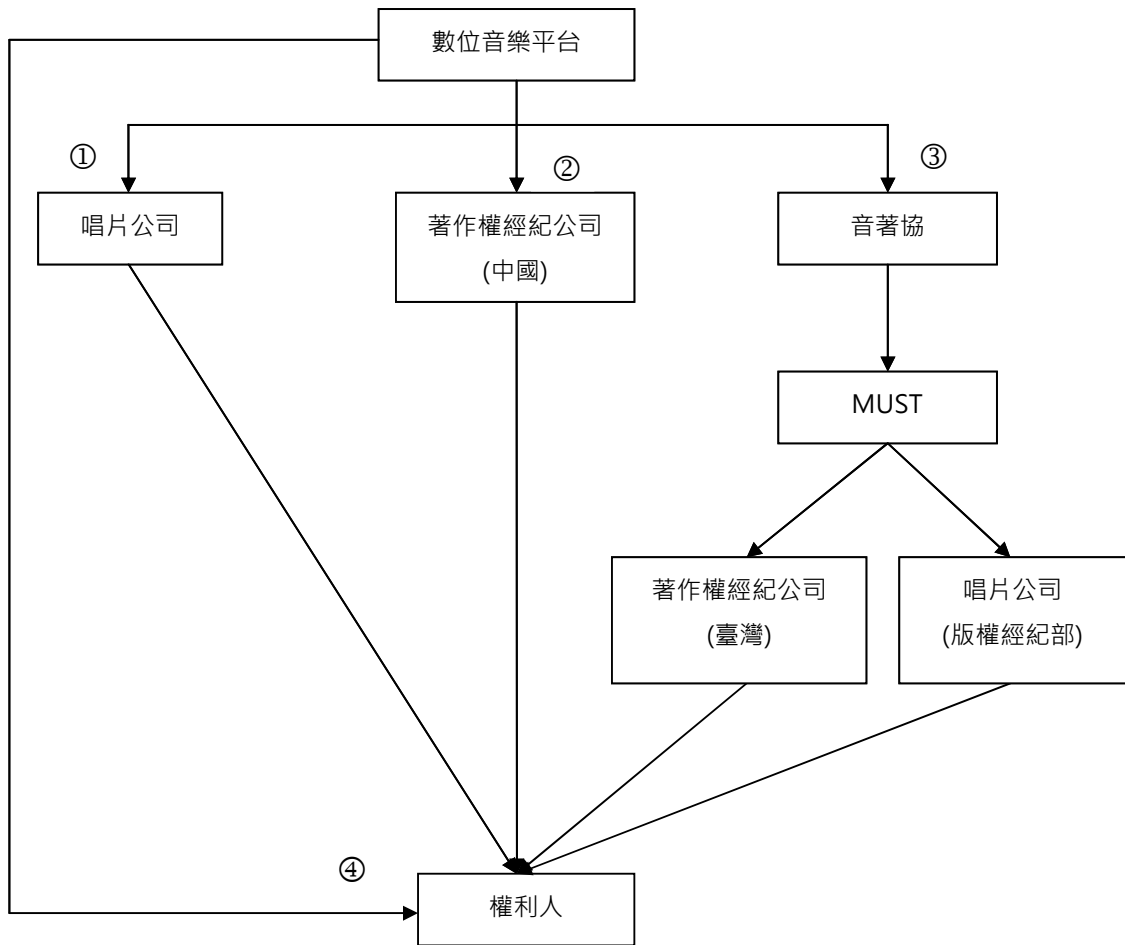 數位音樂平台
①
②
③
唱片公司
著作權經紀公司
(中國)
音著協
MUST
著作權經紀公司
(臺灣)
唱片公司
(版權經紀部)
④
權利人